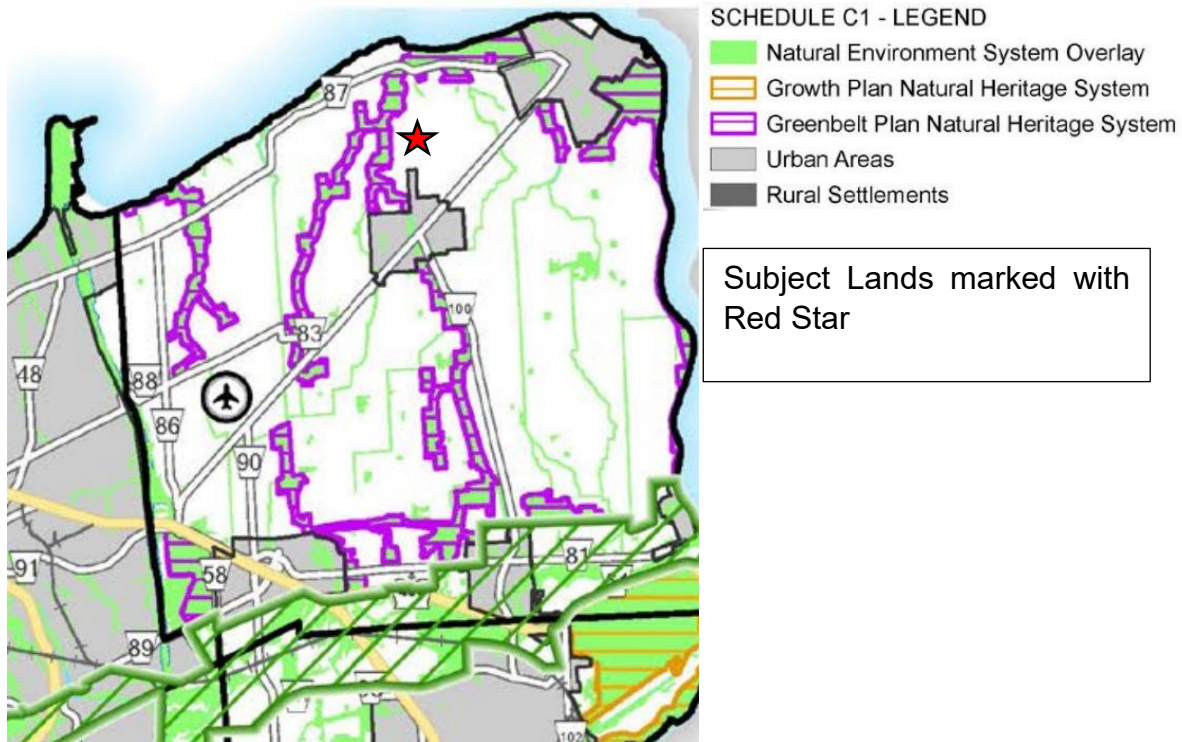 SCHEDULE C1 - LEGEND
Natural Environment System Overlay
Growth Plan Natural Heritage System
Greenbelt Plan Natural Heritage System
Urban Areas
Rural Settlements
Subject Lands marked with
Red Star
87
100
83
48
88
86
90
81
91
58
89
102